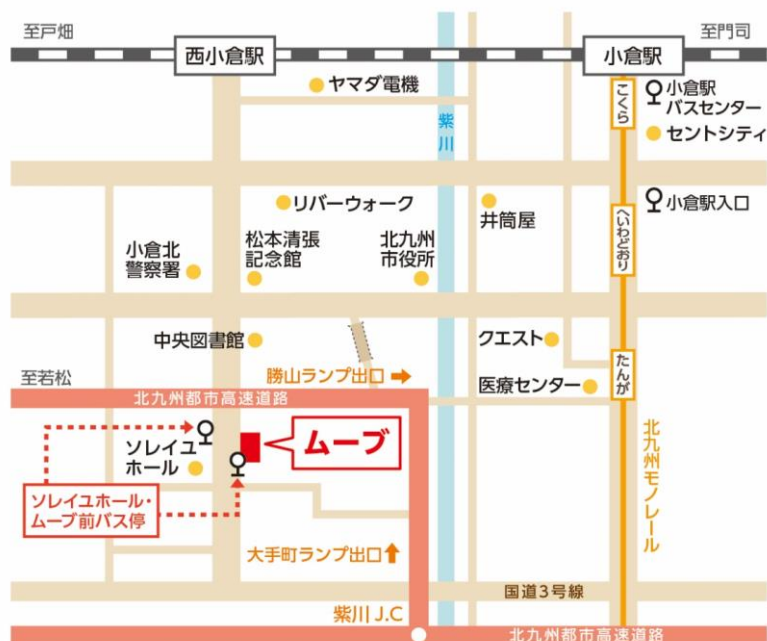 至戸畑
至門司
西小倉駅
小倉駅
ヤマダ電機
こくら
小倉駅
バスセンター
セントシティ
紫川
リバーウォーク
井筒屋
小倉駅入口
へいわどおり
小倉北
警察署
松本清張
記念館
北九州
市役所
中央図書館
クエスト
たんが
至若松
勝山ランプ出口
医療センター
北九州都市高速道路
ソレイユ
ホール
ムーブ
北九州モノレール
ソレイユホール・
ムーブ前バス停
大手町ランプ出口
国道3号線
紫川 J.C
北九州都市高速道路